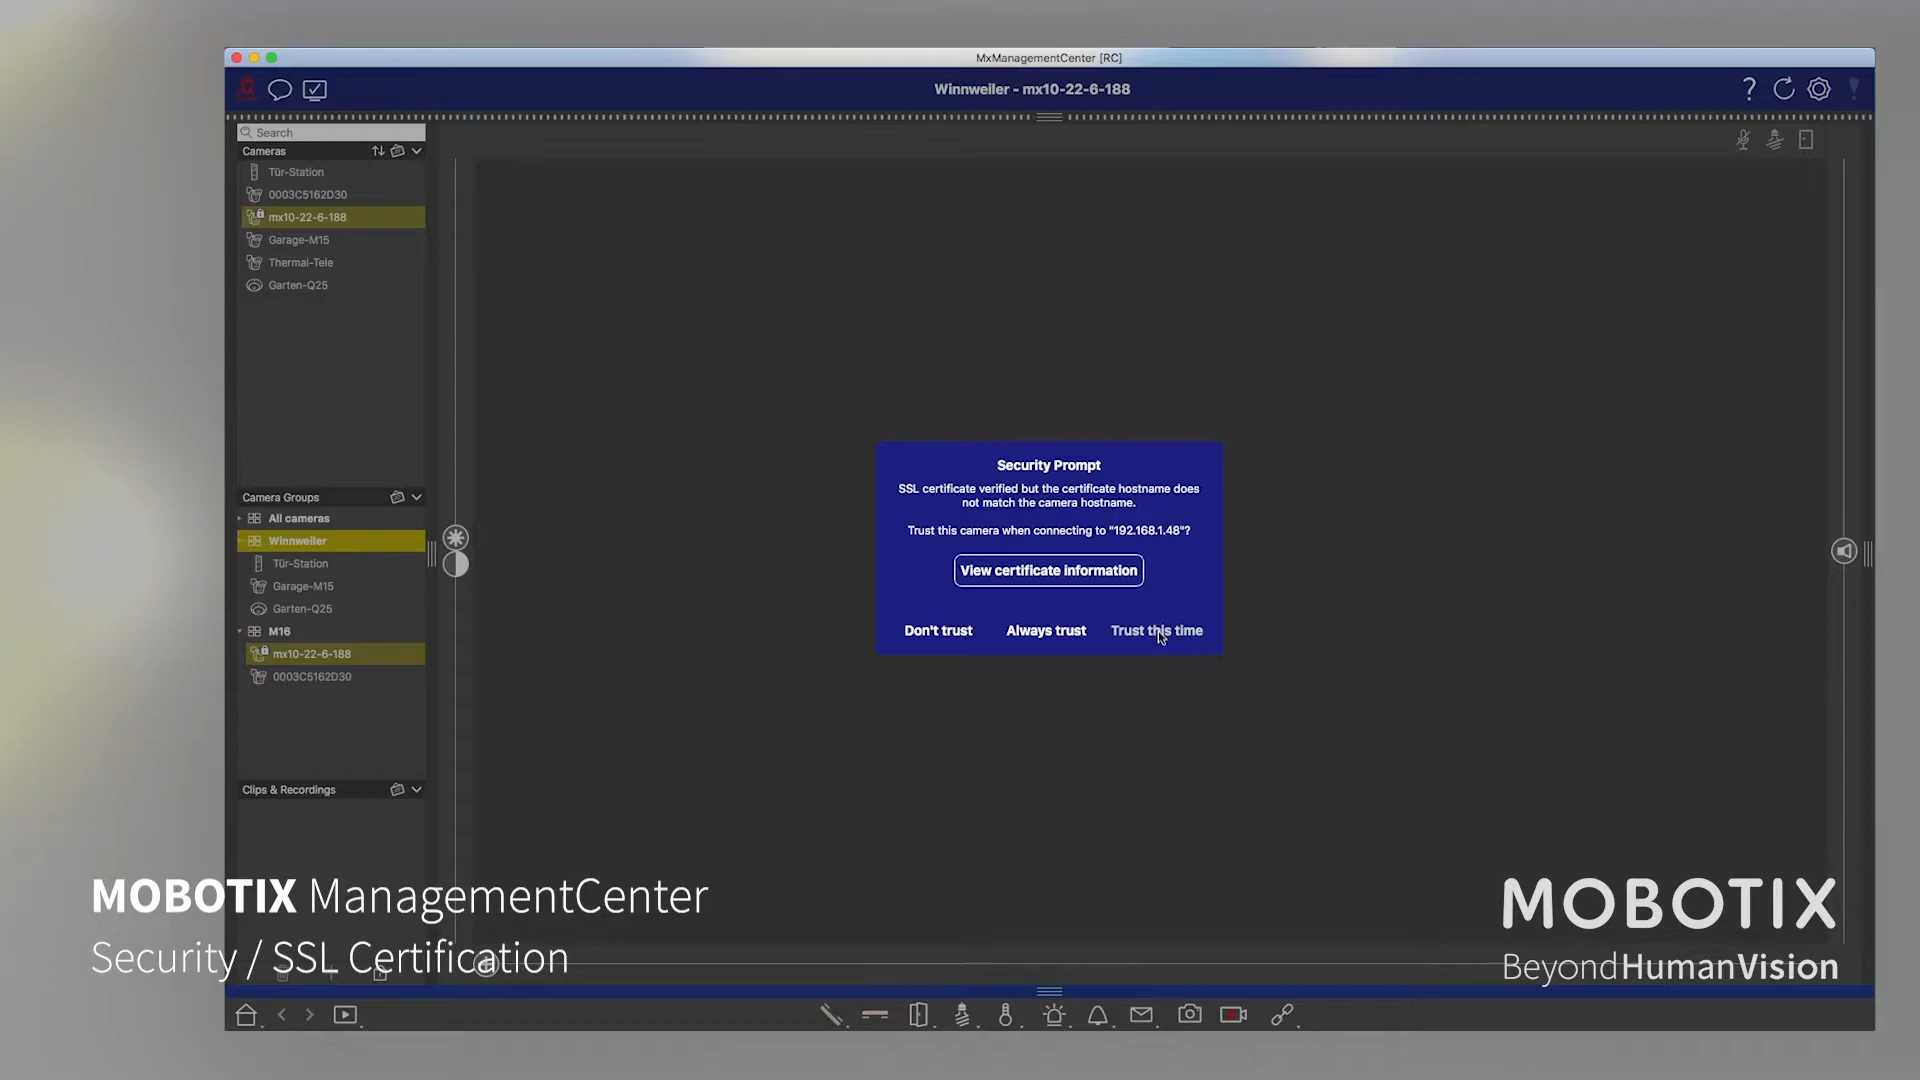 MxManagementCenter [RC]
Winnweiler - mx10-22-6-188
?
Search
Cameras
Tür-Station
0003C5162D30
mx10-22-6-188
Garage-M15
Thermal-Tele
Garten-Q25
Security Prompt
SSL certificate verified but the certificate hostname does
not match the camera hostname.
Trust this camera when connecting to "192.168.1.48"?
View certificate information
Don't trust
Always trust
Trust this time
Camera Groups
All cameras
Winnweiler
Tür-Station
Garage-M15
Garten-Q25
M16
mx10-22-6-188
0003C5162D30
Clips & Recordings
MOBOTIX ManagementCenter
Security / SSL Certification
MOBOTIX
BeyondHumanVision